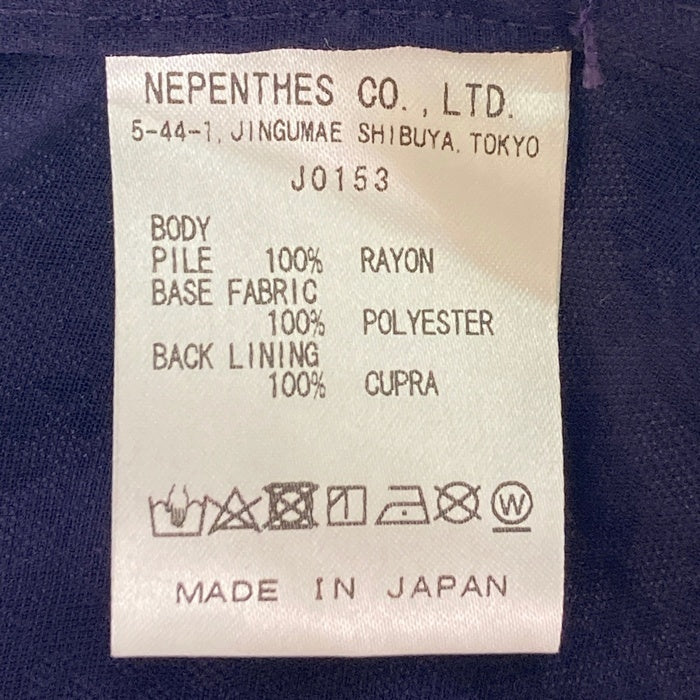 NEPENTHES CO., LTD.
5-44-1, JINGUMAE SHIBUYA, TOKYO
J0153
BODY
PILE 100% RAYON
BASE FABRIC
100% POLYESTER
BACK LINING
100% CUPRA
W
MADE IN JAPAN